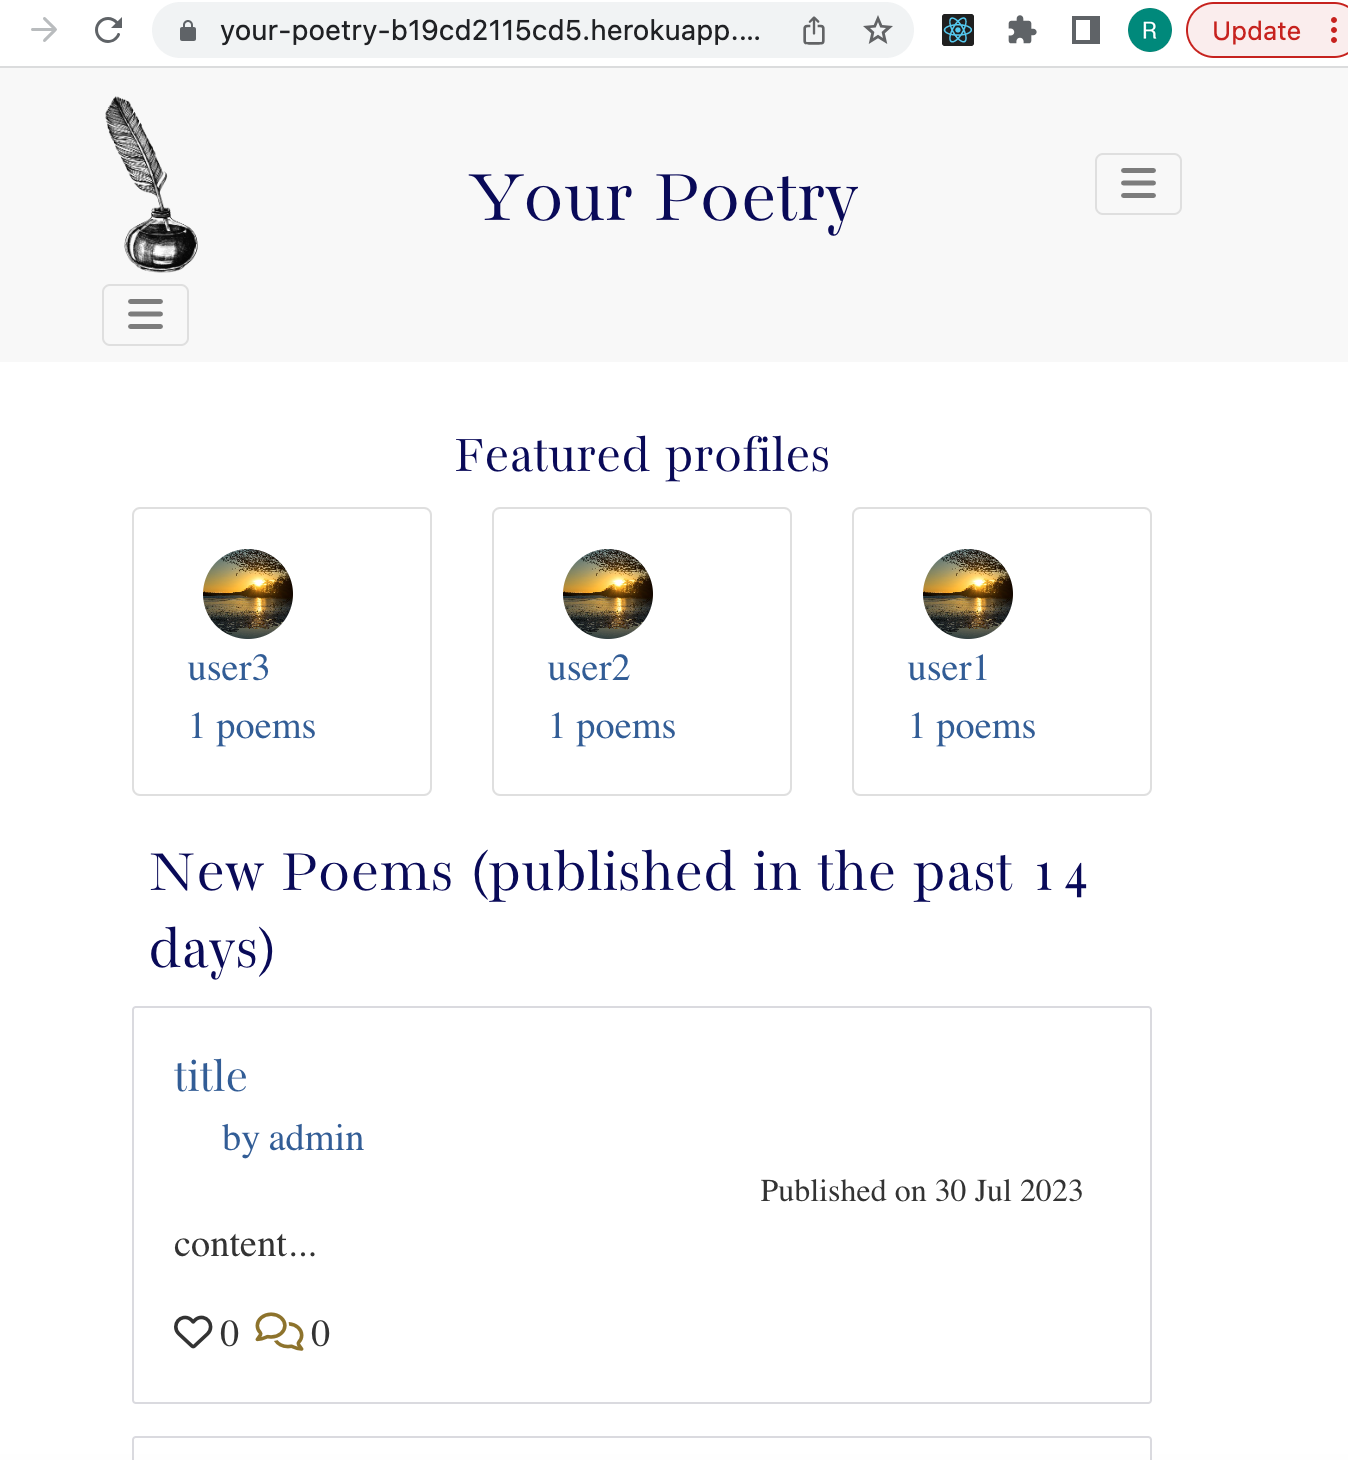 your-poetry-b19cd2115cd5.herokuapp....
R
Update
Your Poetry
Featured profiles
user3
1 poems
user2
1 poems
user1
1 poems
New Poems (published in the past 14
days)
title
by admin
Published on 30 Jul 2023
content...
0 0